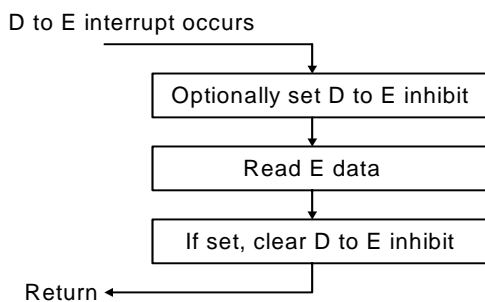 D to E interrupt occurs
Optionally set D to E inhibit
Read E data
If set, clear D to E inhibit
Return